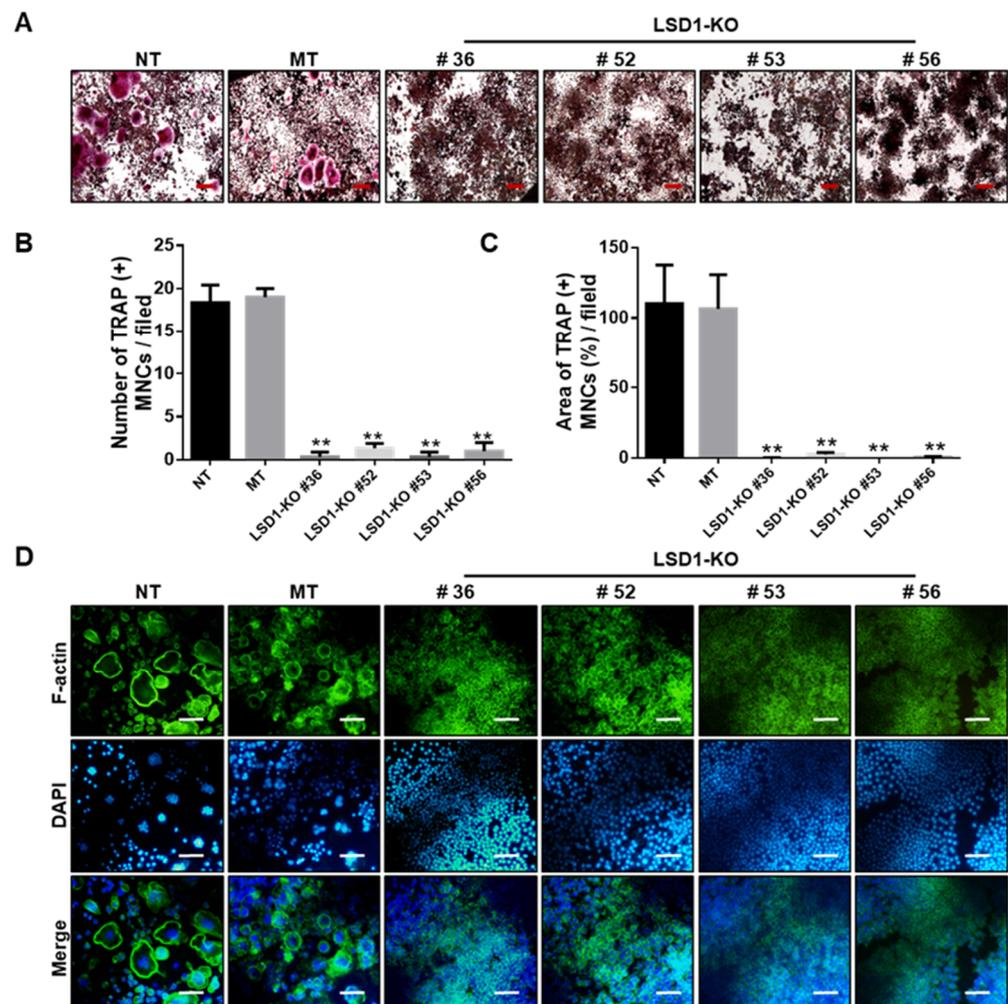 A
LSD1-KO
NT MT # 36 # 52 # 53 # 56
B
Number of TRAP (+)
MNCs / filed
25
20
15
10
5
0
** ** ** **
NT MT LSD1-KO #36 LSD1-KO #52 LSD1-KO #53 LSD1-KO #56
C
Area of TRAP (+)
MNCs (%) / fileld
150
100
50
0
** ** ** **
NT MT LSD1-KO #36 LSD1-KO #52 LSD1-KO #53 LSD1-KO #56
D
LSD1-KO
NT MT # 36 # 52 # 53 # 56
F-actin
DAPI
Merge